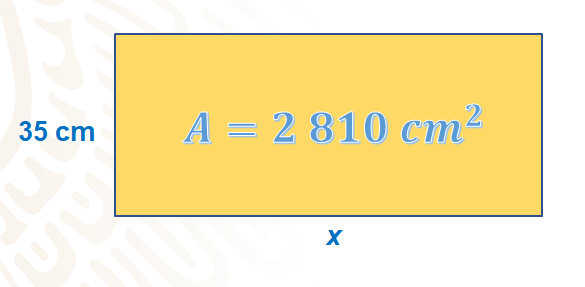 35 cm
A = 2 810 cm²
x